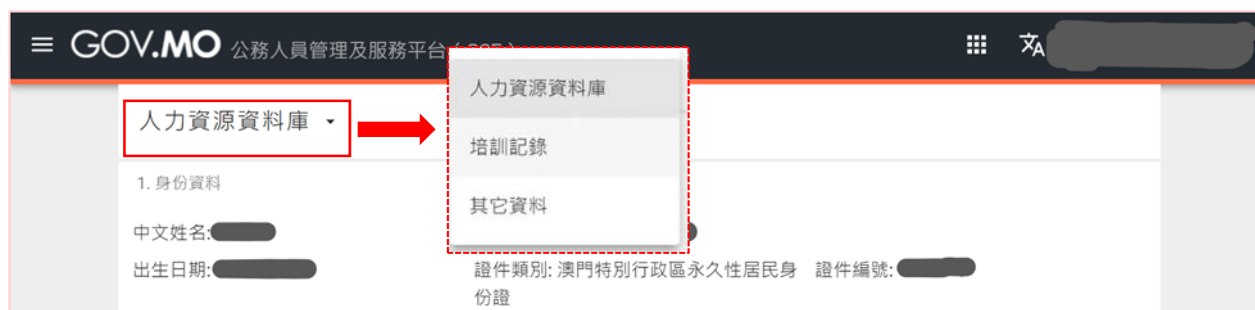 GOV.MO 公務人員管理及服務平台
人力資源資料庫
人力資源資料庫
培訓記錄
其它資料
1. 身份資料
中文姓名:
出生日期:
證件類別: 澳門特別行政區永久性居民身
份證
證件編號: